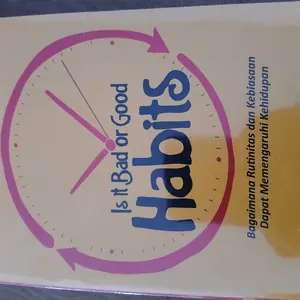 Is it Bad or Good
Habits
Bagaimana Rutinitas dan Kebiasaan
Dapat Memengaruhi Kehidupan